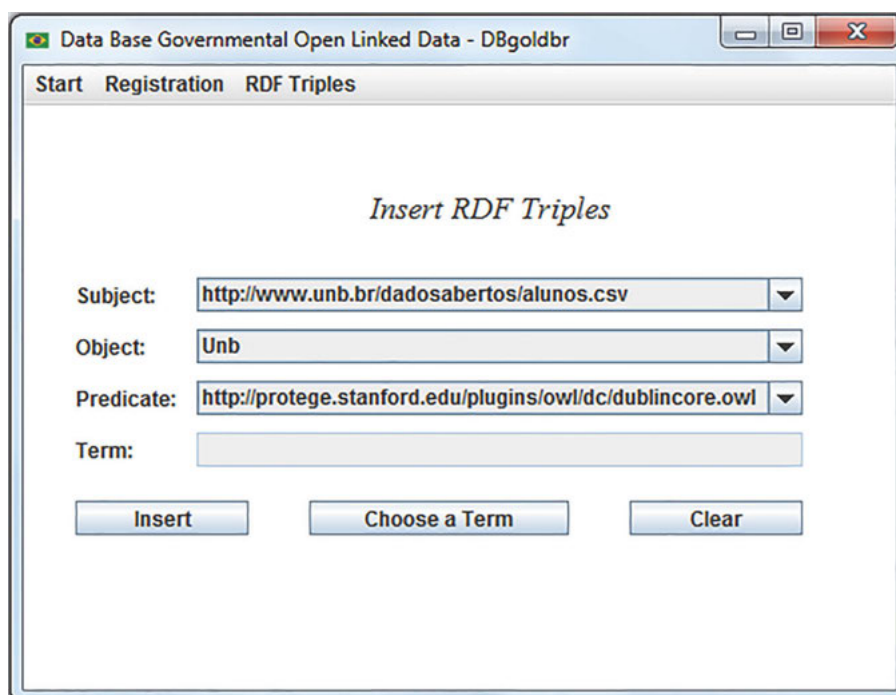 Data Base Governmental Open Linked Data - DBgoldbr
Start Registration RDF Triples
Insert RDF Triples
Subject: http://www.unb.br/dadosabertos/alunos.csv
Object: Unb
Predicate: http://protege.stanford.edu/plugins/owl/dc/dublincore.owl
Term:
Insert Choose a Term Clear